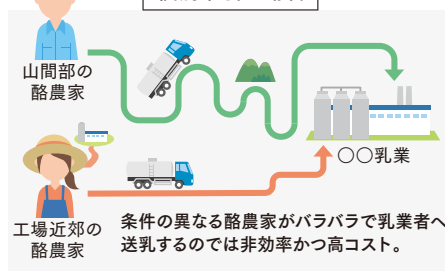 山間部の
酪農家
〇〇乳業
工場近郊の
酪農家
条件の異なる酪農家がバラバラで乳業者へ
送乳するのでは非効率かつ高コスト。